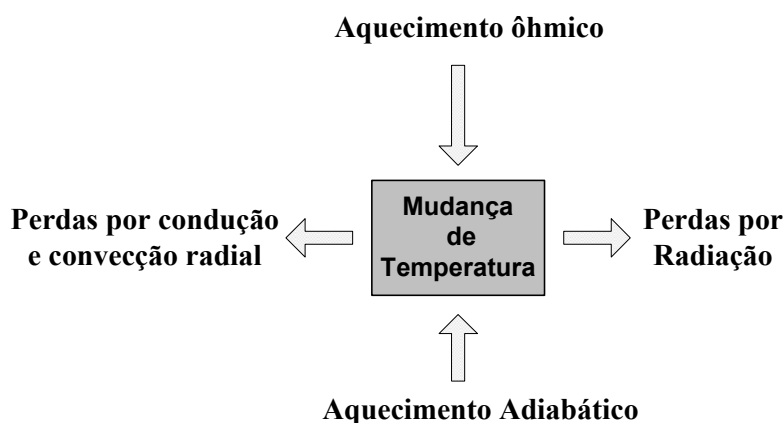 Aquecimento ôhmico
Perdas por condução
e convecção radial
Mudança
de
Temperatura
Perdas por
Radiação
Aquecimento Adiabático